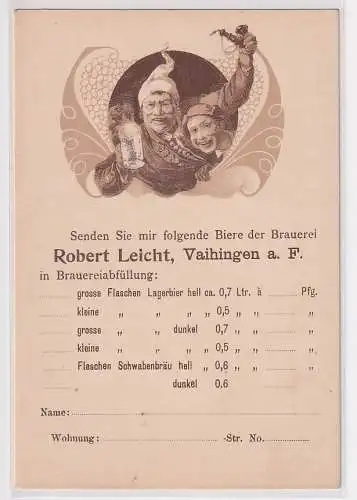 Senden Sie mir folgende Biere der Brauerei
Robert Leicht, Vaihingen a. F.
in Brauereiabfüllung:
grosse Flaschen Lagerbier hell ca. 0,7 Ltr. à Pfg.
kleine „ „ „ „ 0,5 „ „
grosse „ „ dunkel 0,7 „ „
kleine „ „ „ „ 0,5 „ „
Flaschen Schwabenbräu hell „ 0,6 „ „
dunkel 0.6
Name:
Wohnung: -Str. No.